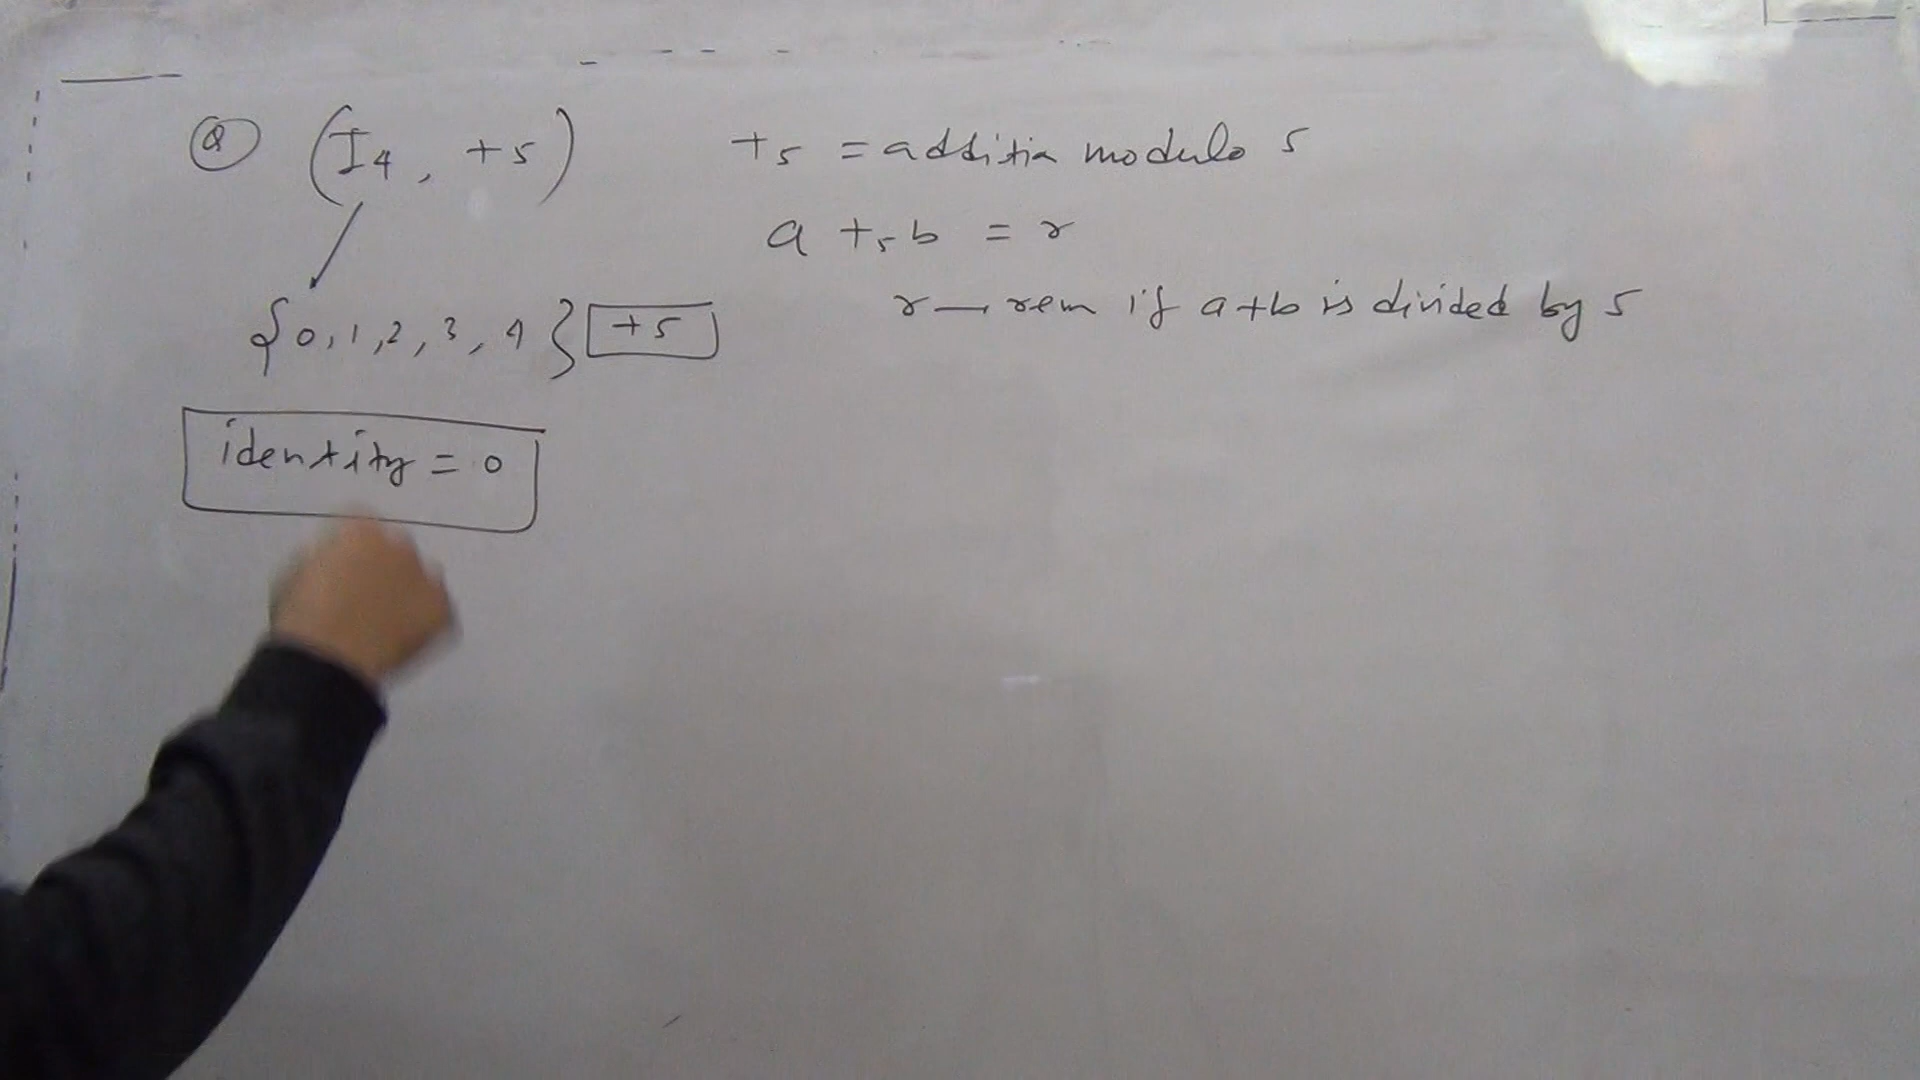 Q (I4, +5) +5 = additin modulo 5
a +5 b = r
{0,1,2,3,4} +5 r — rem if a+b is divided by 5
identity = 0